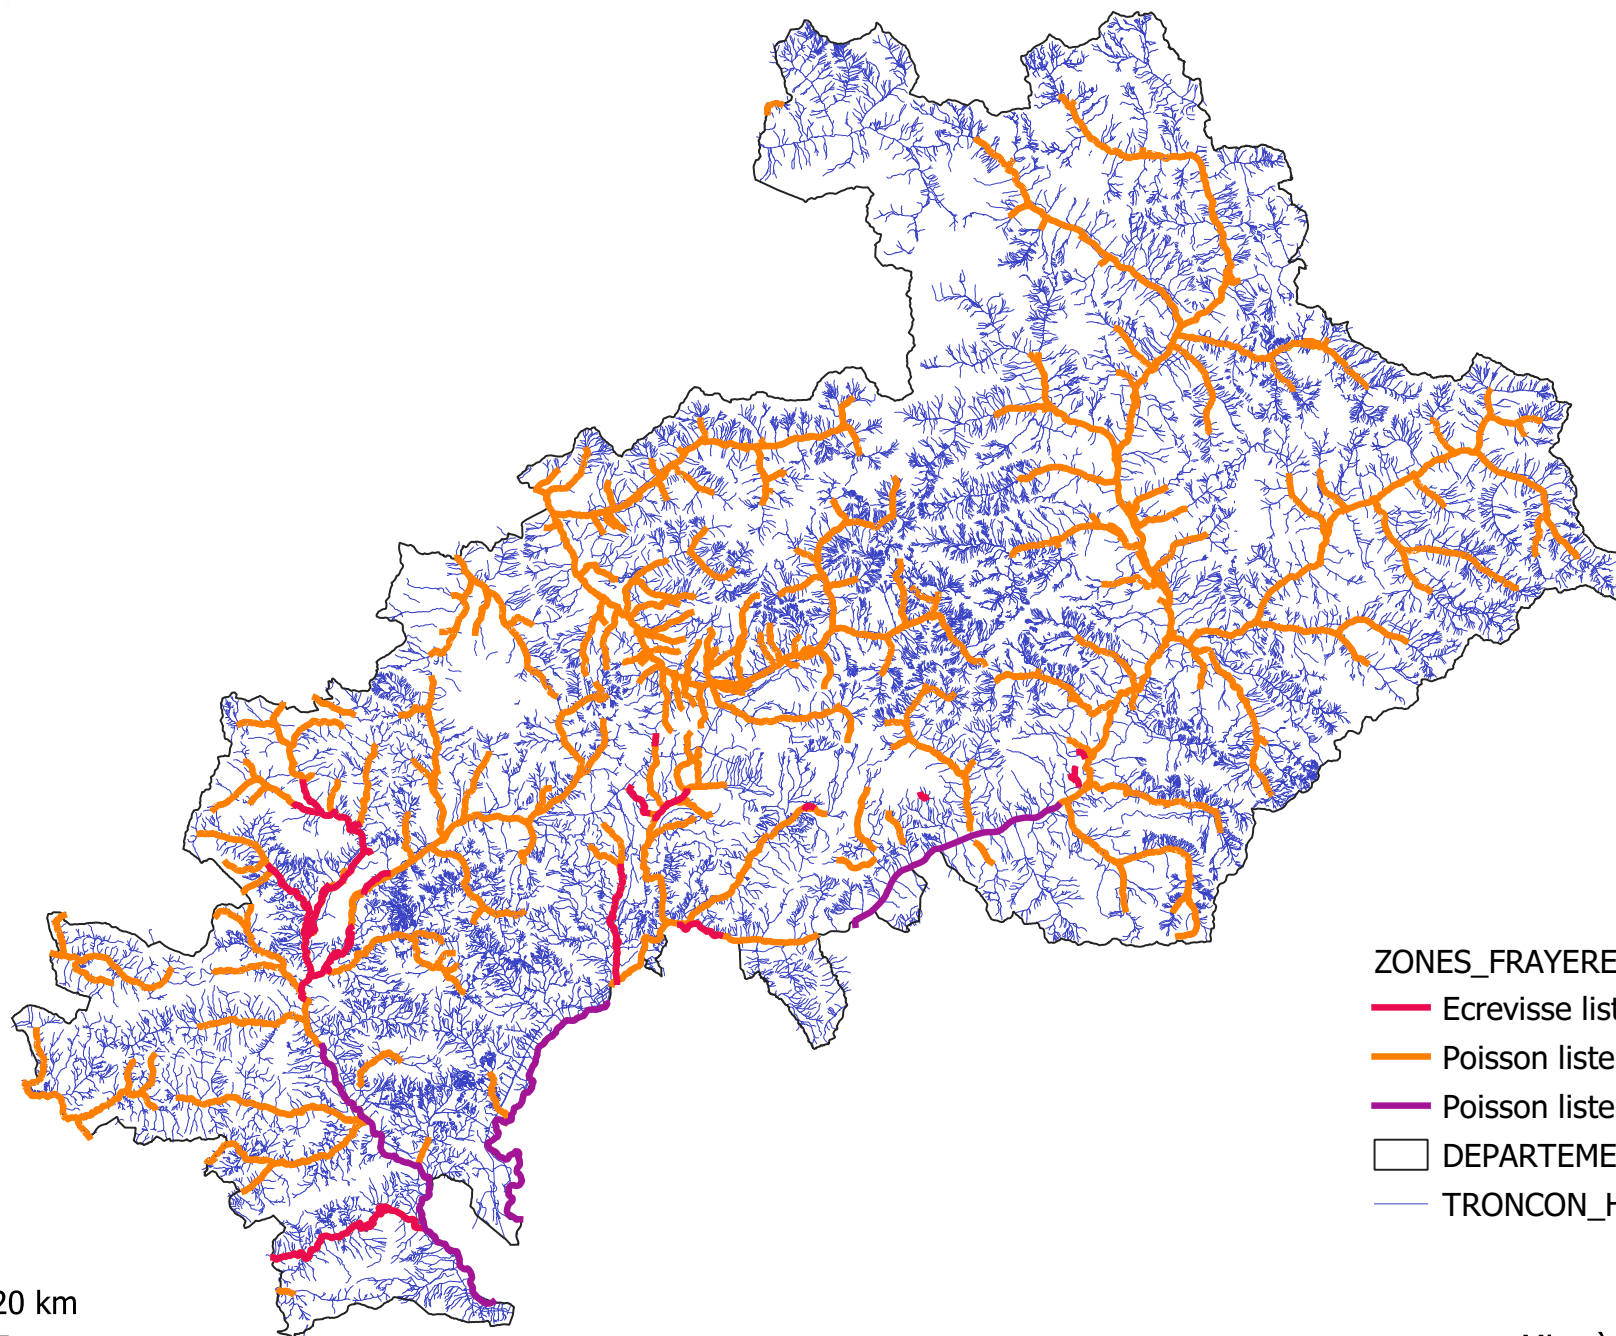 ZONES_FRAYERE
Ecrevisse list
Poisson liste
Poisson liste
DEPARTEME
TRONCON_H
20 km